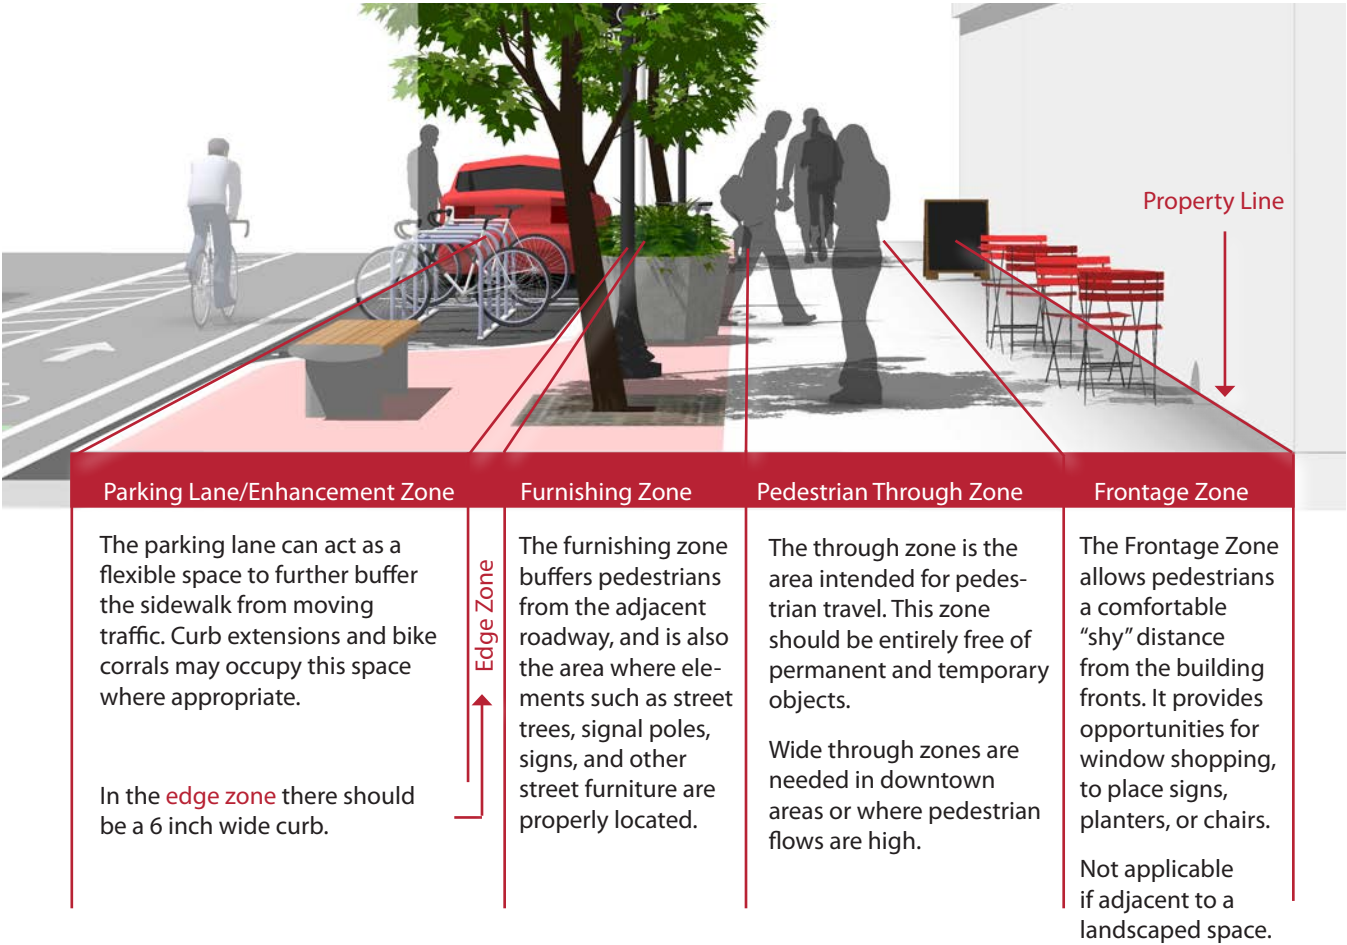 Property Line
Parking Lane/Enhancement Zone
The parking lane can act as a
flexible space to further buffer
the sidewalk from moving
traffic. Curb extensions and bike
corrals may occupy this space
where appropriate.
In the edge zone there should
be a 6 inch wide curb.
Edge Zone
Furnishing Zone
The furnishing zone
buffers pedestrians
from the adjacent
roadway, and is also
the area where ele-
ments such as street
trees, signal poles,
signs, and other
street furniture are
properly located.
Pedestrian Through Zone
The through zone is the
area intended for pedes-
trian travel. This zone
should be entirely free of
permanent and temporary
objects.
Wide through zones are
needed in downtown
areas or where pedestrian
flows are high.
Frontage Zone
The Frontage Zone
allows pedestrians
a comfortable
“shy” distance
from the building
fronts. It provides
opportunities for
window shopping,
to place signs,
planters, or chairs.
Not applicable
if adjacent to a
landscaped space.